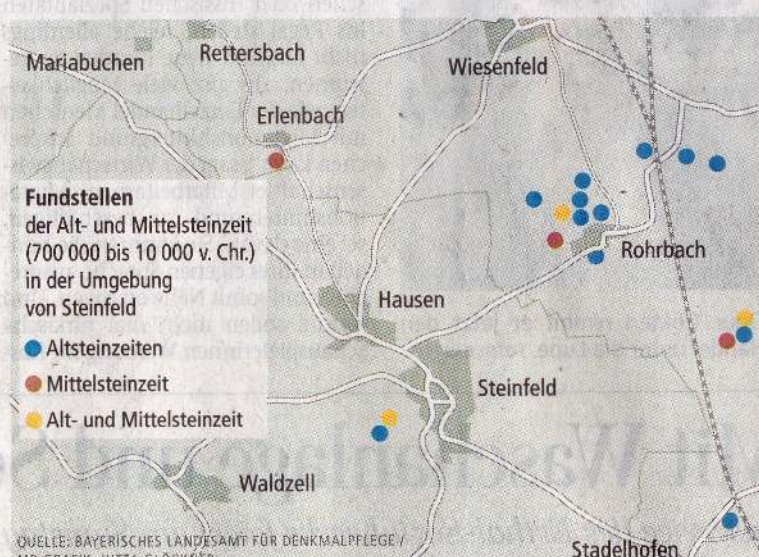 Mariabuchen
Rettersbach
Wiesenfeld
Erlenbach
Fundstellen
der Alt- und Mittelsteinzeit
(700 000 bis 10 000 v. Chr.)
in der Umgebung
von Steinfeld
Altsteinzeiten
Mittelsteinzeit
Alt- und Mittelsteinzeit
Rohrbach
Hausen
Steinfeld
Waldzell
Stadelhofen
QUELLE: BAYERISCHES LANDESAMT FÜR DENKMALPFLEGE /